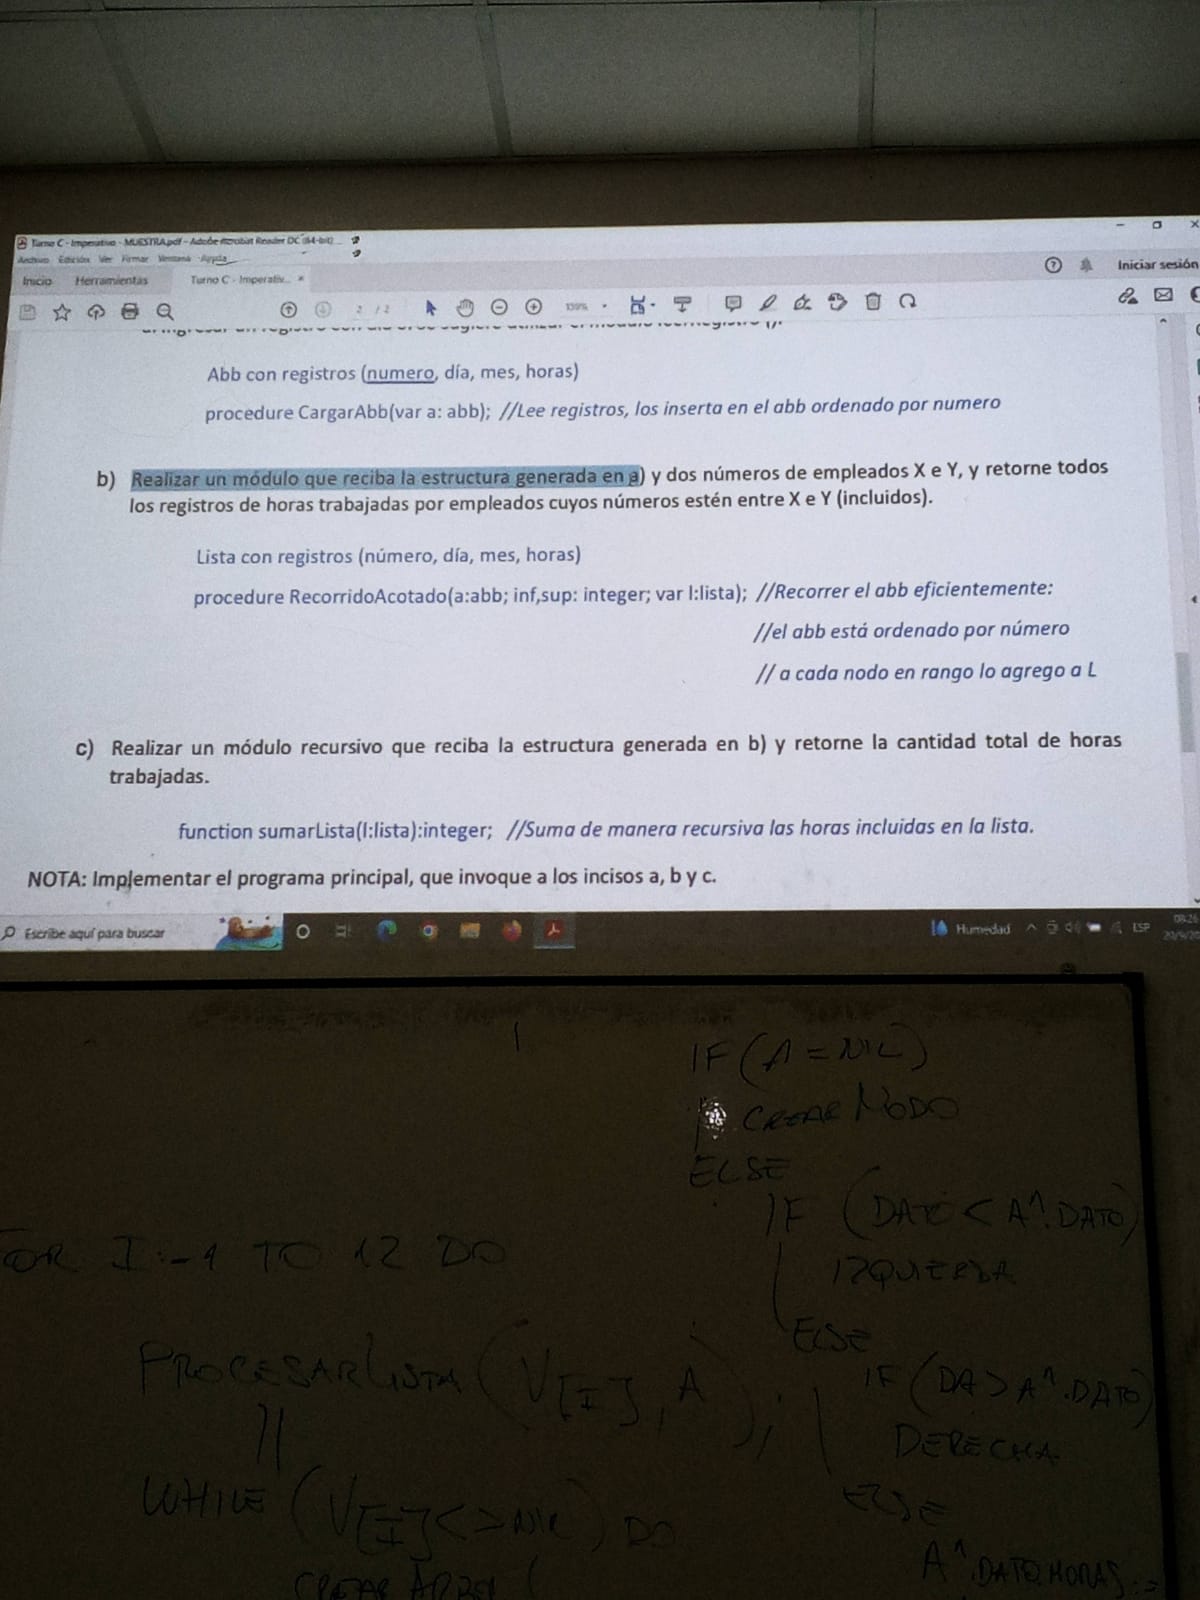 Turno C - Imperativo - MUESTRA.pdf - Adobe Acrobat Reader DC (64-bit)
Archivo Edición Ver Firmar Ventana Ayuda
Inicio Herramientas Turno C - Imperativ... ×
Iniciar sesión
2 / 2
Abb con registros (numero, día, mes, horas)
procedure CargarAbb(var a: abb); //Lee registros, los inserta en el abb ordenado por numero
b) Realizar un módulo que reciba la estructura generada en a) y dos números de empleados X e Y, y retorne todos
los registros de horas trabajadas por empleados cuyos números estén entre X e Y (incluidos).
Lista con registros (número, día, mes, horas)
procedure RecorridoAcotado(a:abb; inf,sup: integer; var l:lista); //Recorrer el abb eficientemente:
//el abb está ordenado por número
// a cada nodo en rango lo agrego a L
c) Realizar un módulo recursivo que reciba la estructura generada en b) y retorne la cantidad total de horas
trabajadas.
function sumarLista(l:lista):integer; //Suma de manera recursiva las horas incluidas en la lista.
NOTA: Implementar el programa principal, que invoque a los incisos a, b y c.
Escribe aquí para buscar
Humedad
ESP
08:26
IF (A = NIL)
CREAR NODO
ELSE
IF (DATO < A^.DATO)
IZQUIERDA
ELSE
IF (DA > A^.DATO)
DERECHA
ELSE
A^.DATO.HORAS :=
FOR I:=1 TO 12 DO
PROCESARLISTA (V[I], A);
WHILE (V[I] <> NIL) DO
CREAR ARBOL (